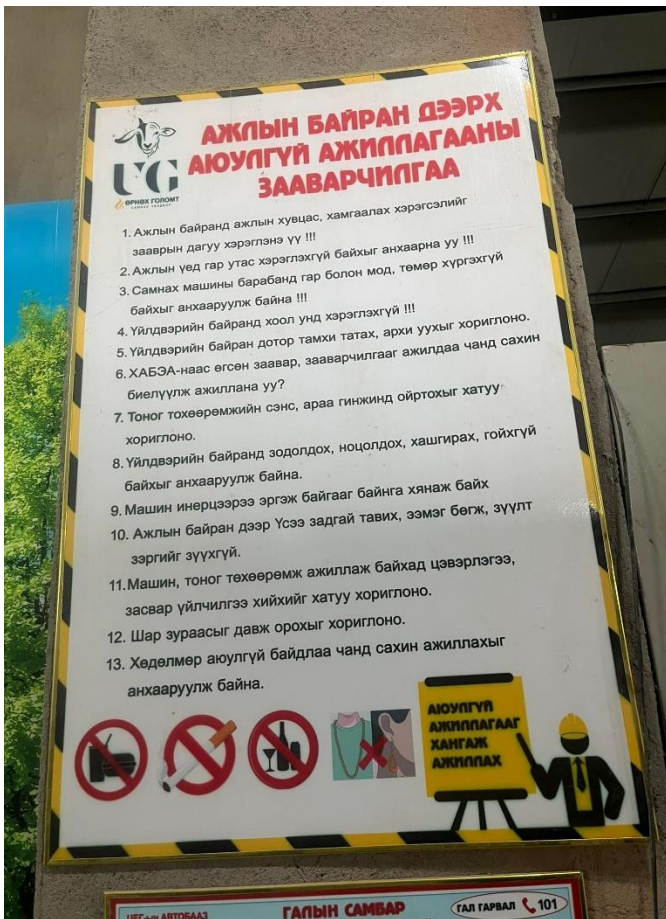 АЖЛЫН БАЙРАН ДЭЭРХ
АЮУЛГҮЙ АЖИЛЛАГААНЫ
ЗААВАРЧИЛГАА
UG
ӨРНӨХ ГОЛОМТ
1. Ажлын байранд ажлын хувцас, хамгаалах хэрэгсэлийг
зааврын дагуу хэрэглэнэ үү !!!
2. Ажлын үед гар утас хэрэглэхгүй байхыг анхаарна уу !!!
3. Самнах машины барабанд гар болон мод, төмөр хүргэхгүй
байхыг анхааруулж байна !!!
4. Үйлдвэрийн байранд хоол унд хэрэглэхгүй !!!
5. Үйлдвэрийн байран дотор тамхи татах, архи уухыг хориглоно.
6. ХАБЭА-наас өгсөн заавар, зааварчилгааг ажилдаа чанд сахин
биелүүлж ажиллана уу?
7. Тоног тохөөрөмжийн сэнс, араа гинжинд ойртохыг хатуу
хориглоно.
8. Үйлдвэрийн байранд зодолдох, ноцолдох, хашгирах, гойхгүй
байхыг анхааруулж байна.
9. Машин инерцээрээ эргэж байгааг байнга хянаж байх
10. Ажлын байран дээр Үсээ задгай тавих, ээмэг бөгж, зүүлт
зэргийг зүүхгүй.
11. Машин, тоног төхөөрөмж ажиллаж байхад цэвэрлэгээ,
засвар үйлчилгээ хийхийг хатуу хориглоно.
12. Шар зураасыг давж орохыг хориглоно.
13. Хөдөлмөр аюулгүй байдлаа чанд сахин ажиллахыг
анхааруулж байна.
АЮУЛГҮЙ
АЖИЛЛАГААГ
ХАНГАЖ
АЖИЛЛАХ
АВТОБААЗ
ГАЛЫН САМБАР
ГАЛ ГАРВАЛ 101